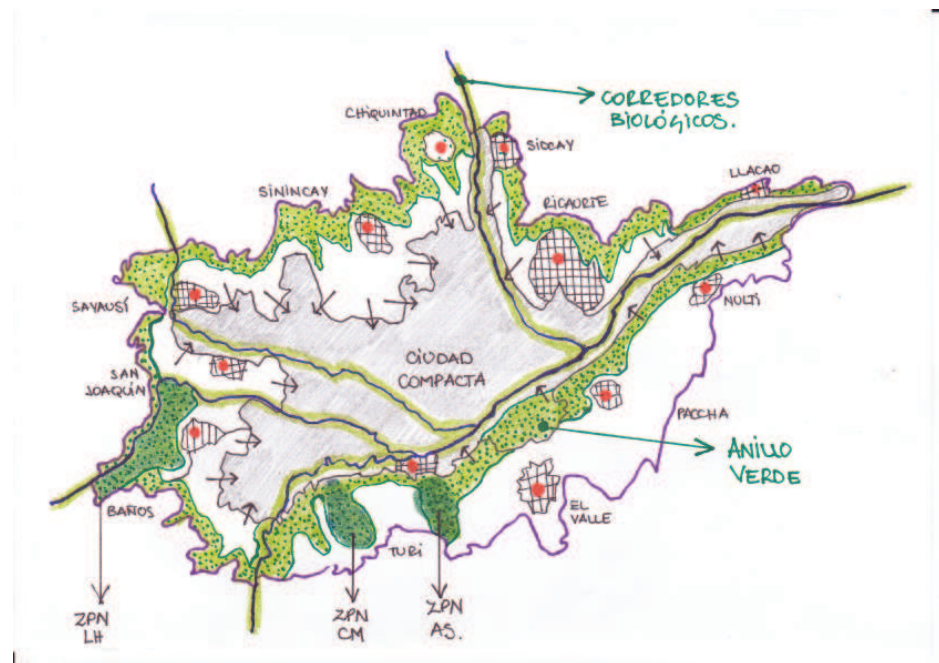 CORREDORES
BIOLÓGICOS.
CHIQUINTAD
SIDCAY
LLACAO
SININCAY
RICAURTE
SAYAUSÍ
NULTI
CIUDAD
COMPACTA
SAN
JOAQUÍN
PACCHA
ANILLO
VERDE
BAÑOS
EL
VALLE
TURI
ZPN
LH
ZPN
CM
ZPN
AS.